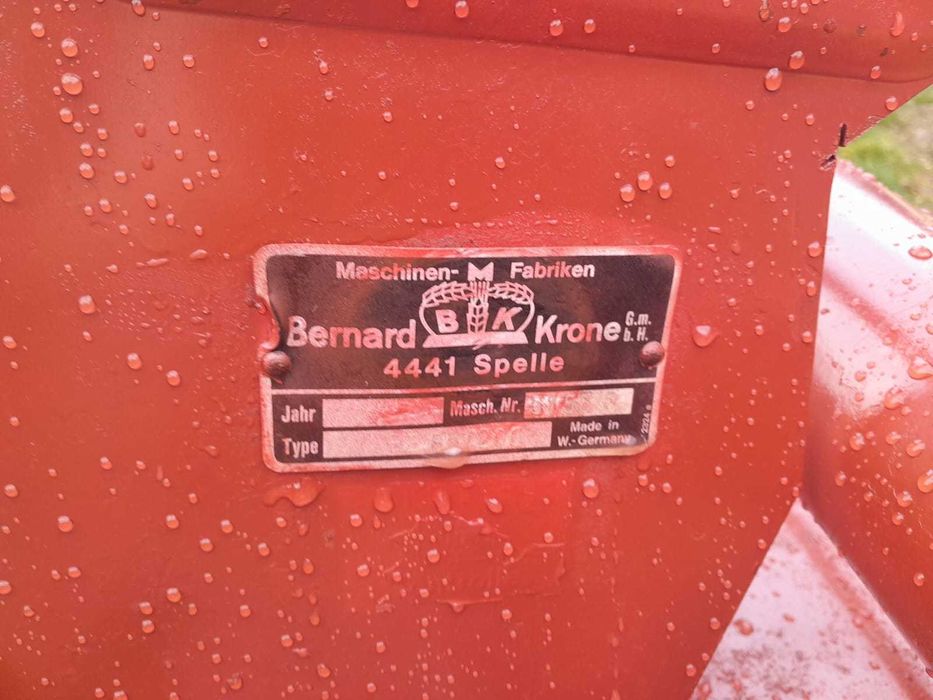 Maschinen- M Fabriken
B K
Bernard Krone G.m.b.H.
4441 Spelle
Jahr Masch. Nr.
Type Made in W.-Germany